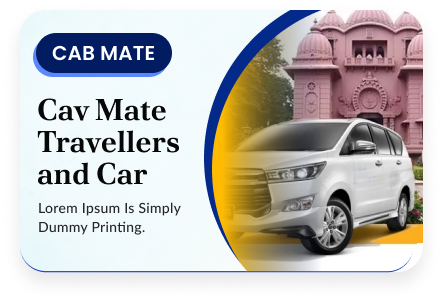 CAB MATE
Cav Mate
Travellers
and Car
Lorem Ipsum Is Simply
Dummy Printing.